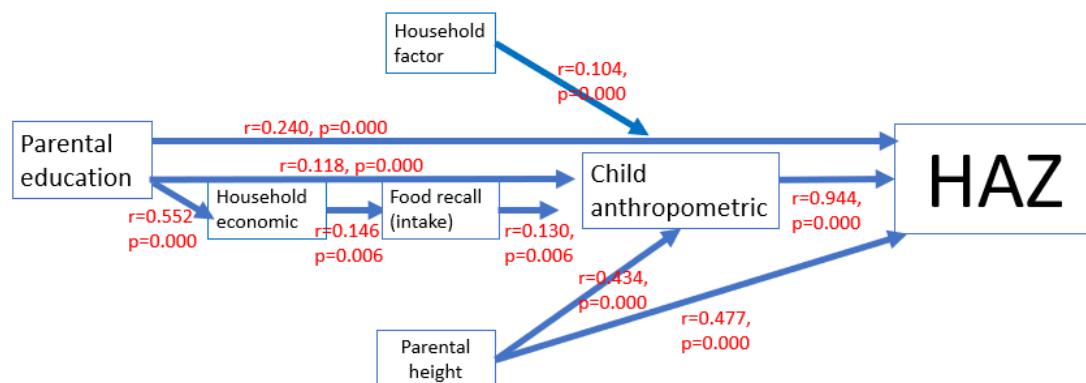 Household
factor
r=0.104,
p=0.000
r=0.240, p=0.000
Parental
education
r=0.118, p=0.000
Household
economic
Food recall
(intake)
Child
anthropometric
HAZ
r=0.552
p=0.000
r=0.146
p=0.006
r=0.130,
p=0.006
r=0.944,
p=0.000
r=0.434,
p=0.000
r=0.477,
p=0.000
Parental
height